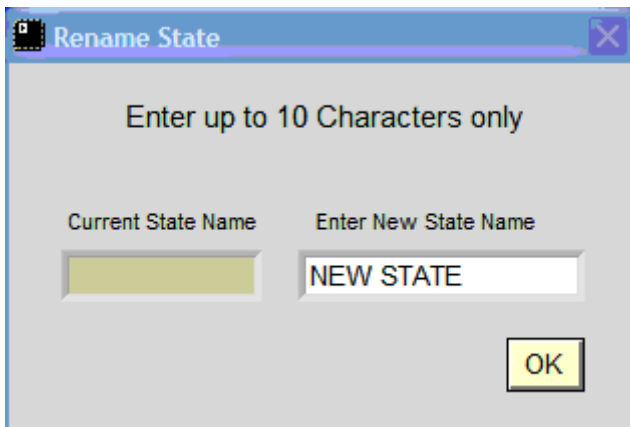 Rename State
Enter up to 10 Characters only
Current State Name Enter New State Name
NEW STATE
OK